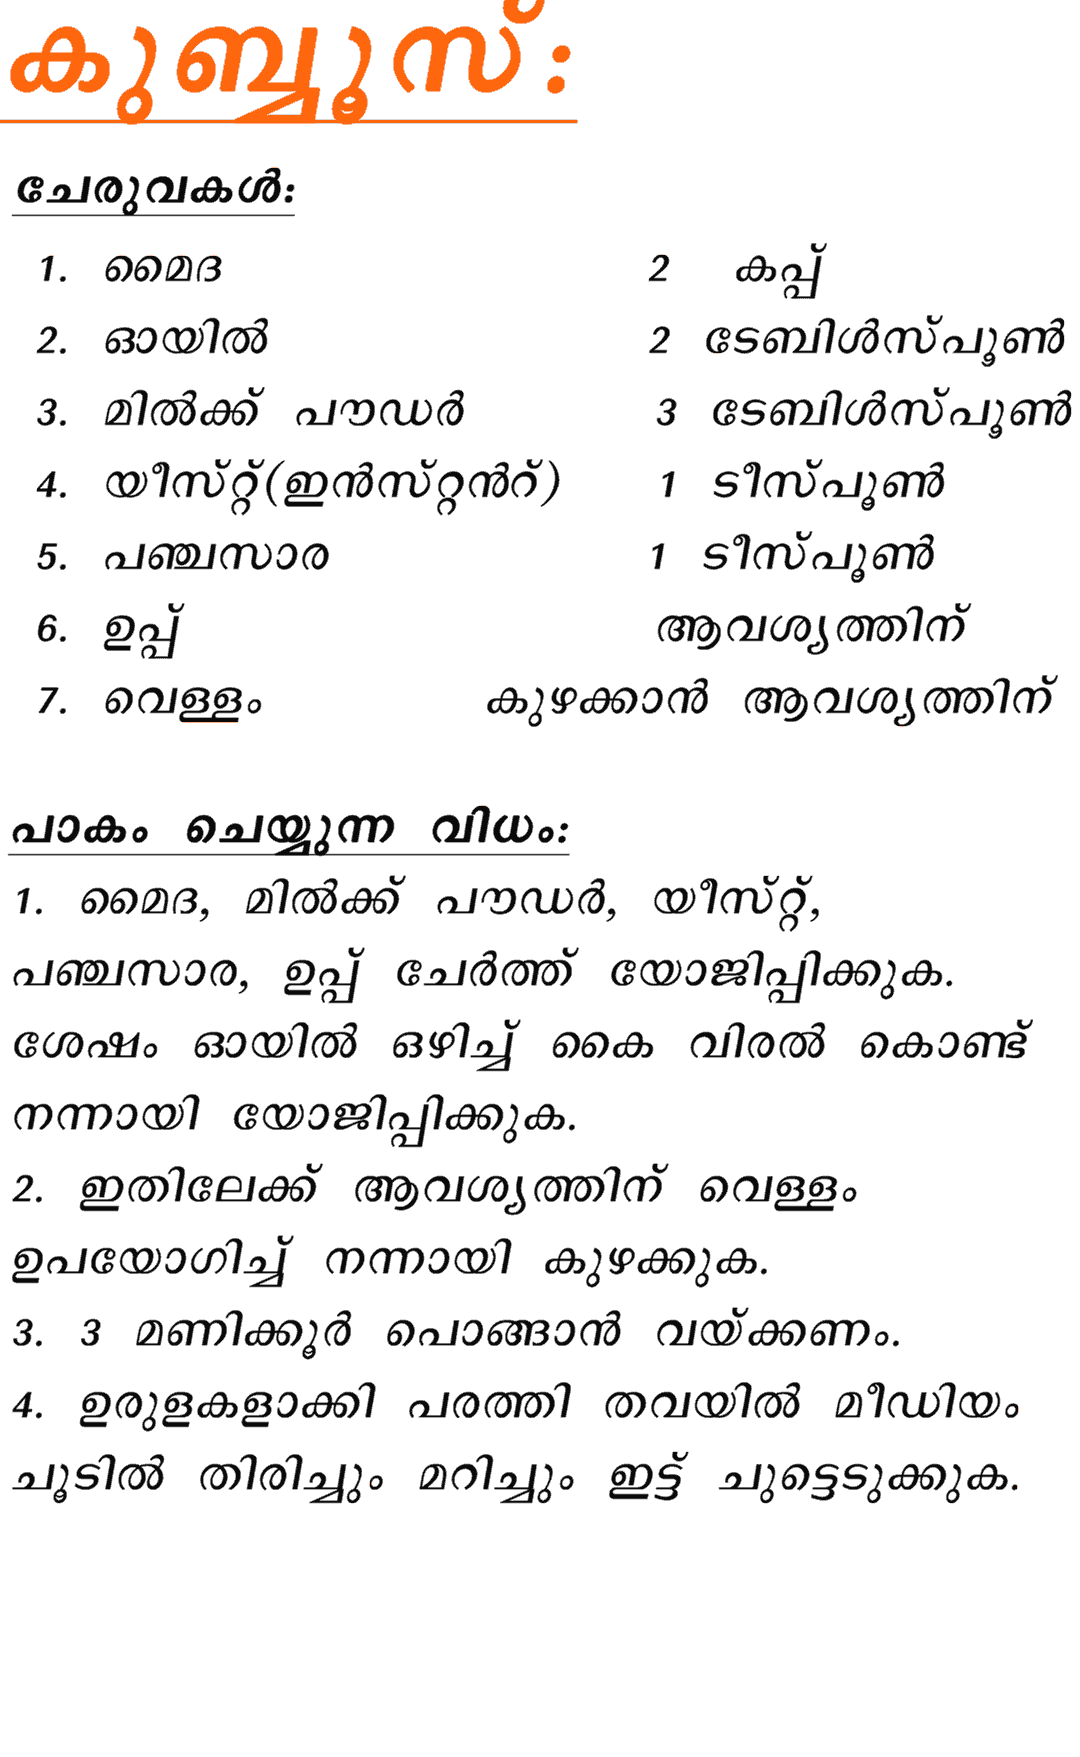 കുബ്ബൂസ്:
ചേരുവകൾ:
1. മൈദ 2 കപ്പ്
2. ഓയിൽ 2 ടേബിൾസ്പൂൺ
3. മിൽക്ക് പൗഡർ 3 ടേബിൾസ്പൂൺ
4. യീസ്റ്റ്(ഇൻസ്റ്റൻറ്) 1 ടീസ്പൂൺ
5. പഞ്ചസാര 1 ടീസ്പൂൺ
6. ഉപ്പ് ആവശ്യത്തിന്
7. വെള്ളം കുഴക്കാൻ ആവശ്യത്തിന്
പാകം ചെയ്യുന്ന വിധം:
1. മൈദ, മിൽക്ക് പൗഡർ, യീസ്റ്റ്,
പഞ്ചസാര, ഉപ്പ് ചേർത്ത് യോജിപ്പിക്കുക.
ശേഷം ഓയിൽ ഒഴിച്ച് കൈ വിരൽ കൊണ്ട്
നന്നായി യോജിപ്പിക്കുക.
2. ഇതിലേക്ക് ആവശ്യത്തിന് വെള്ളം
ഉപയോഗിച്ച് നന്നായി കുഴക്കുക.
3. 3 മണിക്കൂർ പൊങ്ങാൻ വയ്ക്കണം.
4. ഉരുളകളാക്കി പരത്തി തവയിൽ മീഡിയം
ചൂടിൽ തിരിച്ചും മറിച്ചും ഇട്ട് ചുട്ടെടുക്കുക.